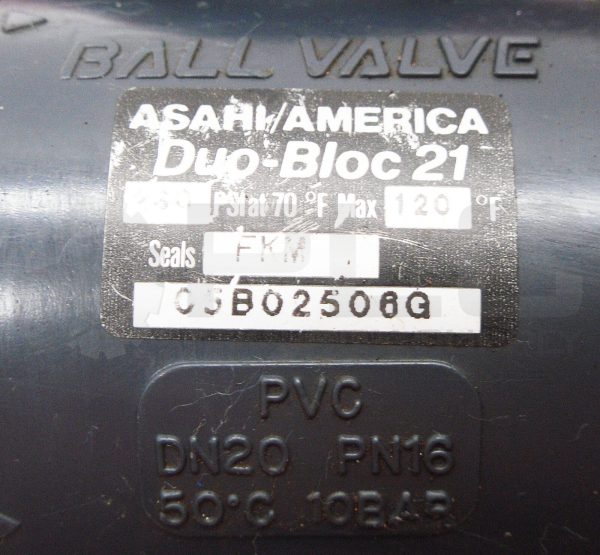 BALL VALVE
ASAHI/AMERICA
Duo-Bloc 21
PSI at 70 °F Max 120 °F
Seals FKM
C5B02506G
PVC
DN20 PN16
50°C 10BAR